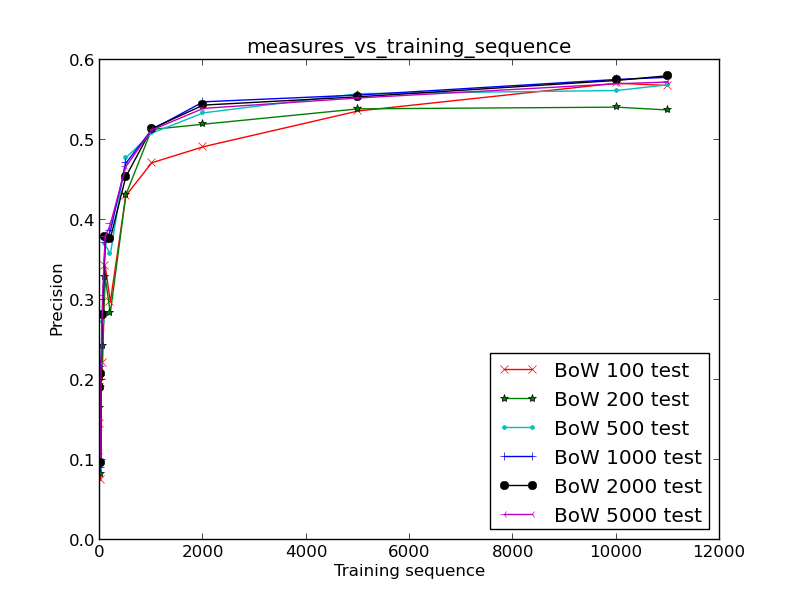 measures_vs_training_sequence
0.6
0.5
0.4
0.3
0.2
0.1
0.0
Precision
BoW 100 test
BoW 200 test
BoW 500 test
BoW 1000 test
BoW 2000 test
BoW 5000 test
0 2000 4000 6000 8000 10000 12000
Training sequence